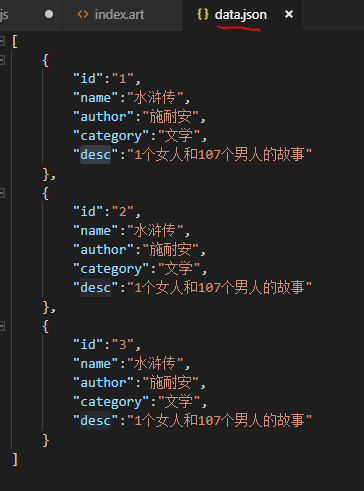 js index.art data.json
[
{
"id":"1",
"name":"水浒传",
"author":"施耐安",
"category":"文学",
"desc":"1个女人和107个男人的故事"
},
{
"id":"2",
"name":"水浒传",
"author":"施耐安",
"category":"文学",
"desc":"1个女人和107个男人的故事"
},
{
"id":"3",
"name":"水浒传",
"author":"施耐安",
"category":"文学",
"desc":"1个女人和107个男人的故事"
}
]